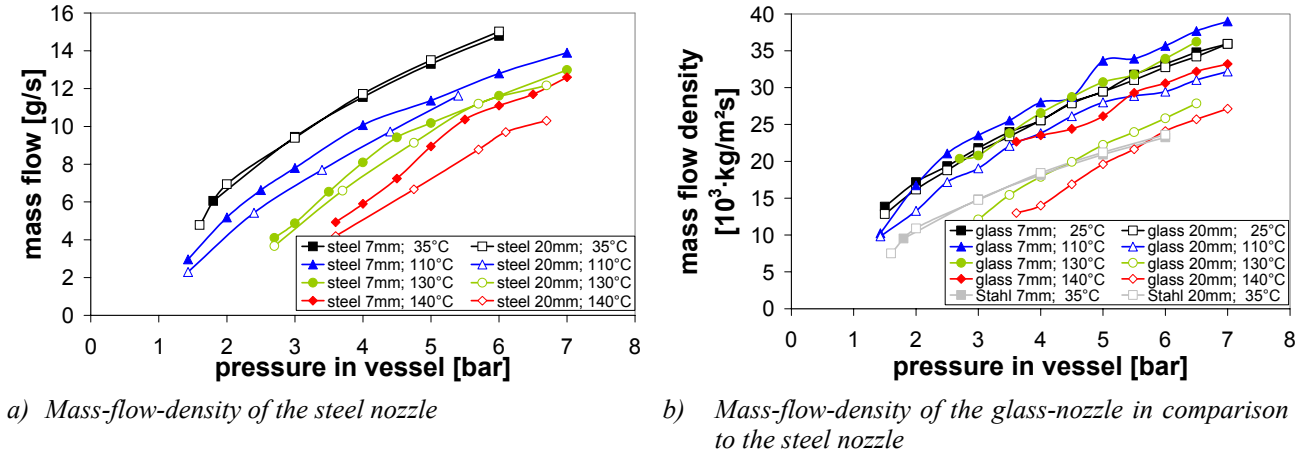 mass flow [g/s]
16
14
12
10
8
6
4
2
0
steel 7mm; 35°C
steel 20mm; 35°C
steel 7mm; 110°C
steel 20mm; 110°C
steel 7mm; 130°C
steel 20mm; 130°C
steel 7mm; 140°C
steel 20mm; 140°C
0 1 2 3 4 5 6 7 8
pressure in vessel [bar]
a) Mass-flow-density of the steel nozzle
mass flow density
[10³·kg/m²s]
40
35
30
25
20
15
10
5
0
glass 7mm; 25°C
glass 20mm; 25°C
glass 7mm; 110°C
glass 20mm; 110°C
glass 7mm; 130°C
glass 20mm; 130°C
glass 7mm; 140°C
glass 20mm; 140°C
Stahl 7mm; 35°C
Stahl 20mm; 35°C
0 1 2 3 4 5 6 7 8
pressure in vessel [bar]
b) Mass-flow-density of the glass-nozzle in comparison
to the steel nozzle